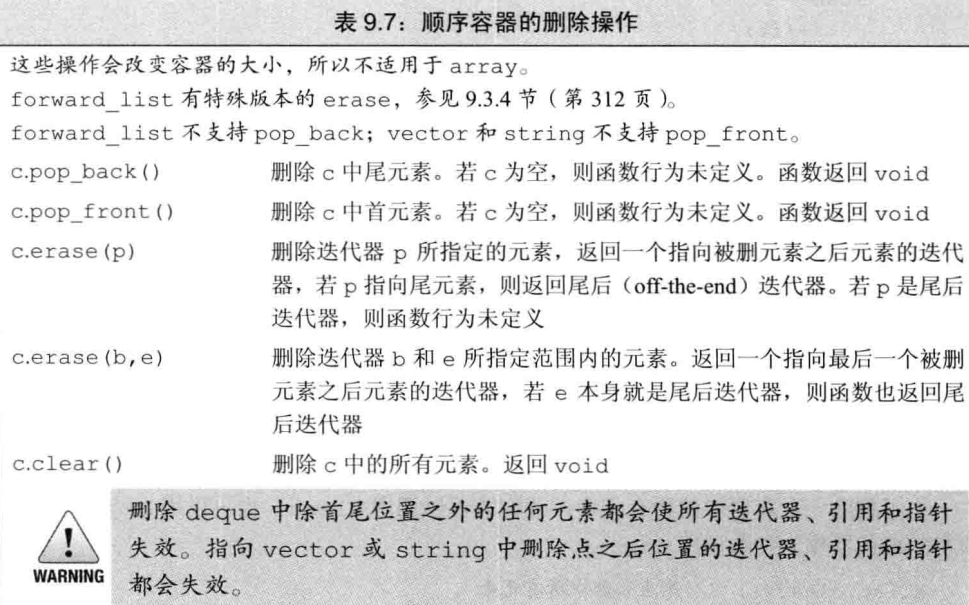 表 9.7：顺序容器的删除操作
这些操作会改变容器的大小，所以不适用于 array。
forward_list 有特殊版本的 erase，参见 9.3.4 节（第 312 页）。
forward_list 不支持 pop_back；vector 和 string 不支持 pop_front。
c.pop_back() 删除 c 中尾元素。若 c 为空，则函数行为未定义。函数返回 void
c.pop_front() 删除 c 中首元素。若 c 为空，则函数行为未定义。函数返回 void
c.erase(p) 删除迭代器 p 所指定的元素，返回一个指向被删元素之后元素的迭代
器，若 p 指向尾元素，则返回尾后（off-the-end）迭代器。若 p 是尾后
迭代器，则函数行为未定义
c.erase(b,e) 删除迭代器 b 和 e 所指定范围内的元素。返回一个指向最后一个被删
元素之后元素的迭代器，若 e 本身就是尾后迭代器，则函数也返回尾
后迭代器
c.clear() 删除 c 中的所有元素。返回 void
删除 deque 中除首尾位置之外的任何元素都会使所有迭代器、引用和指针
失效。指向 vector 或 string 中删除点之后位置的迭代器、引用和指针
都会失效。
WARNING